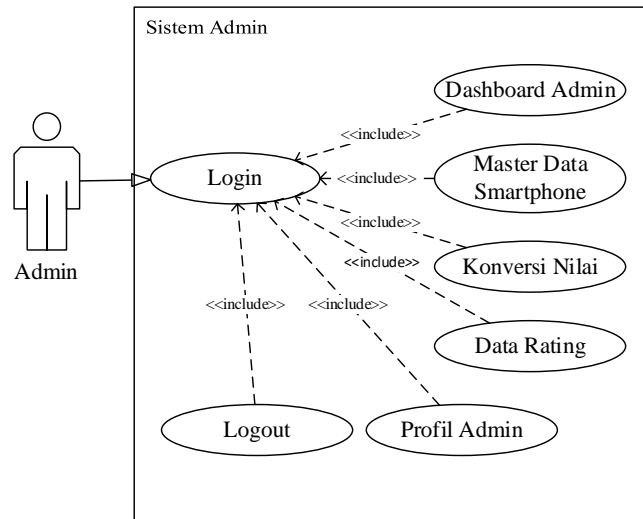 Sistem Admin
Dashboard Admin
<<include>>
Login
<<include>>
Master Data
Smartphone
<<include>>
Admin
<<include>>
Konversi Nilai
<<include>>
<<include>>
Data Rating
Logout
Profil Admin